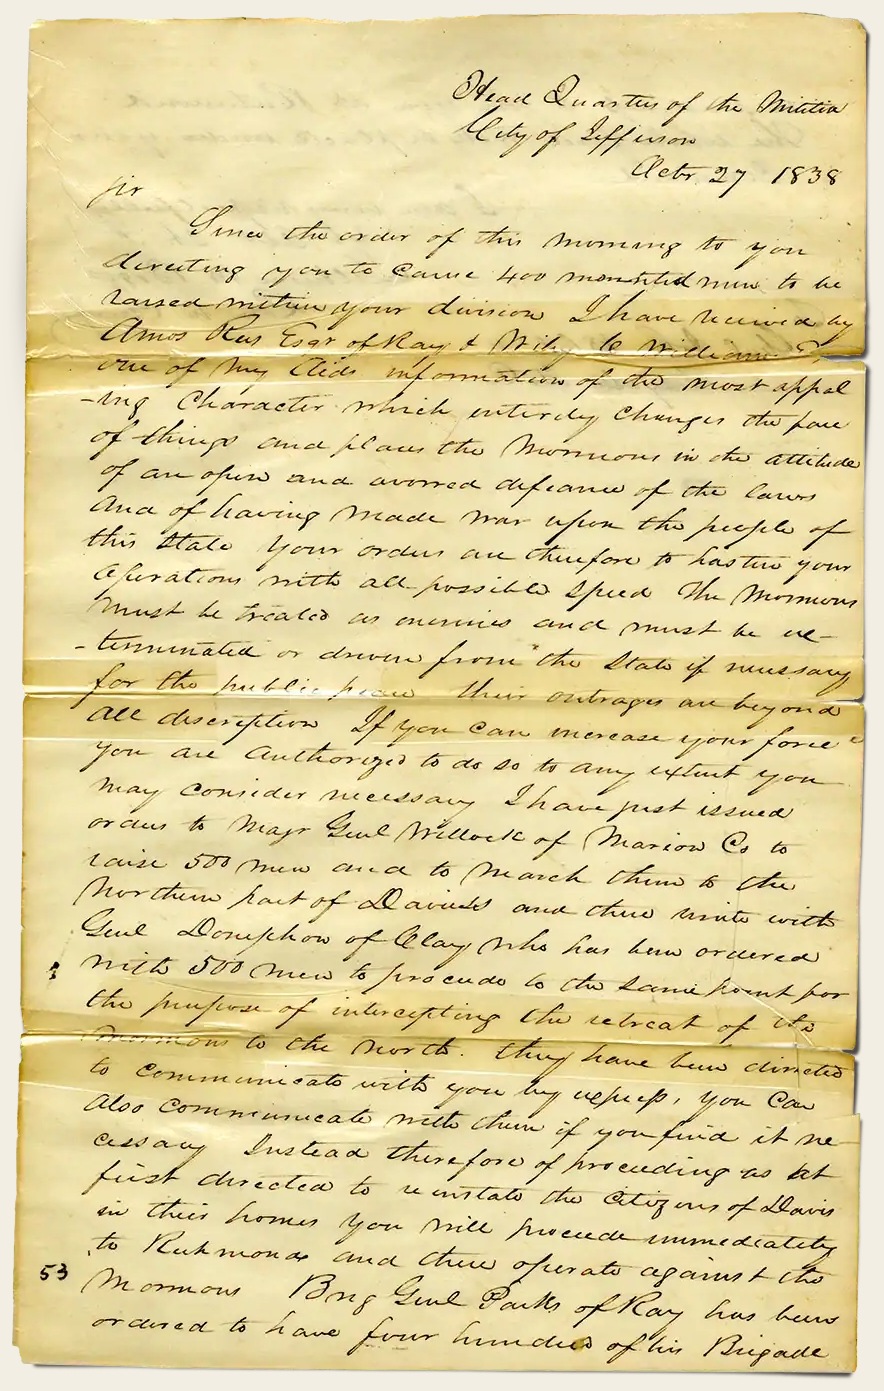 Head Quarters of the Militia
City of Jefferson
Octr 27 1838
Sir
Since the order of this morning to you
directing you to cause 400 mounted men to be
raised within your division I have received by
Amos Rees Esqr of Ray & Wiley C Williams Esqr
one of my Aids information of the most appal
-ing character which entirely changes the face
of things and places the Mormons in the attitude
of an open and avowed defiance of the laws
and of having made war upon the people of
this State Your orders are therefore to hasten your
operations with all possible speed The Mormons
must be treated as enemies and must be ex-
-terminated or driven from the State if necessary
for the public peace their outrages are beyond
all description If you can increase your force
you are authorized to do so to any extent you
may consider necessary I have just issued
orders to Majr Genl Willock of Marion Co to
raise 500 men and to march them to the
northern part of Daviess and there unite with
Genl Doniphon of Clay who has been ordered
with 500 men to proceede to the same point for
the purpose of intercepting the retreat of the
Mormons to the north. they have been directed
to communicate with you by express, you can
also communicate with them if you find it ne-
cessary Instead therefore of proceeding as at
first directed to reinstate the citizens of Davis
in their homes you will proceede immediately
to Richmond and there operate against the
53
Mormons Brig Genl Parks of Ray has been
ordered to have four hundred of his Brigade